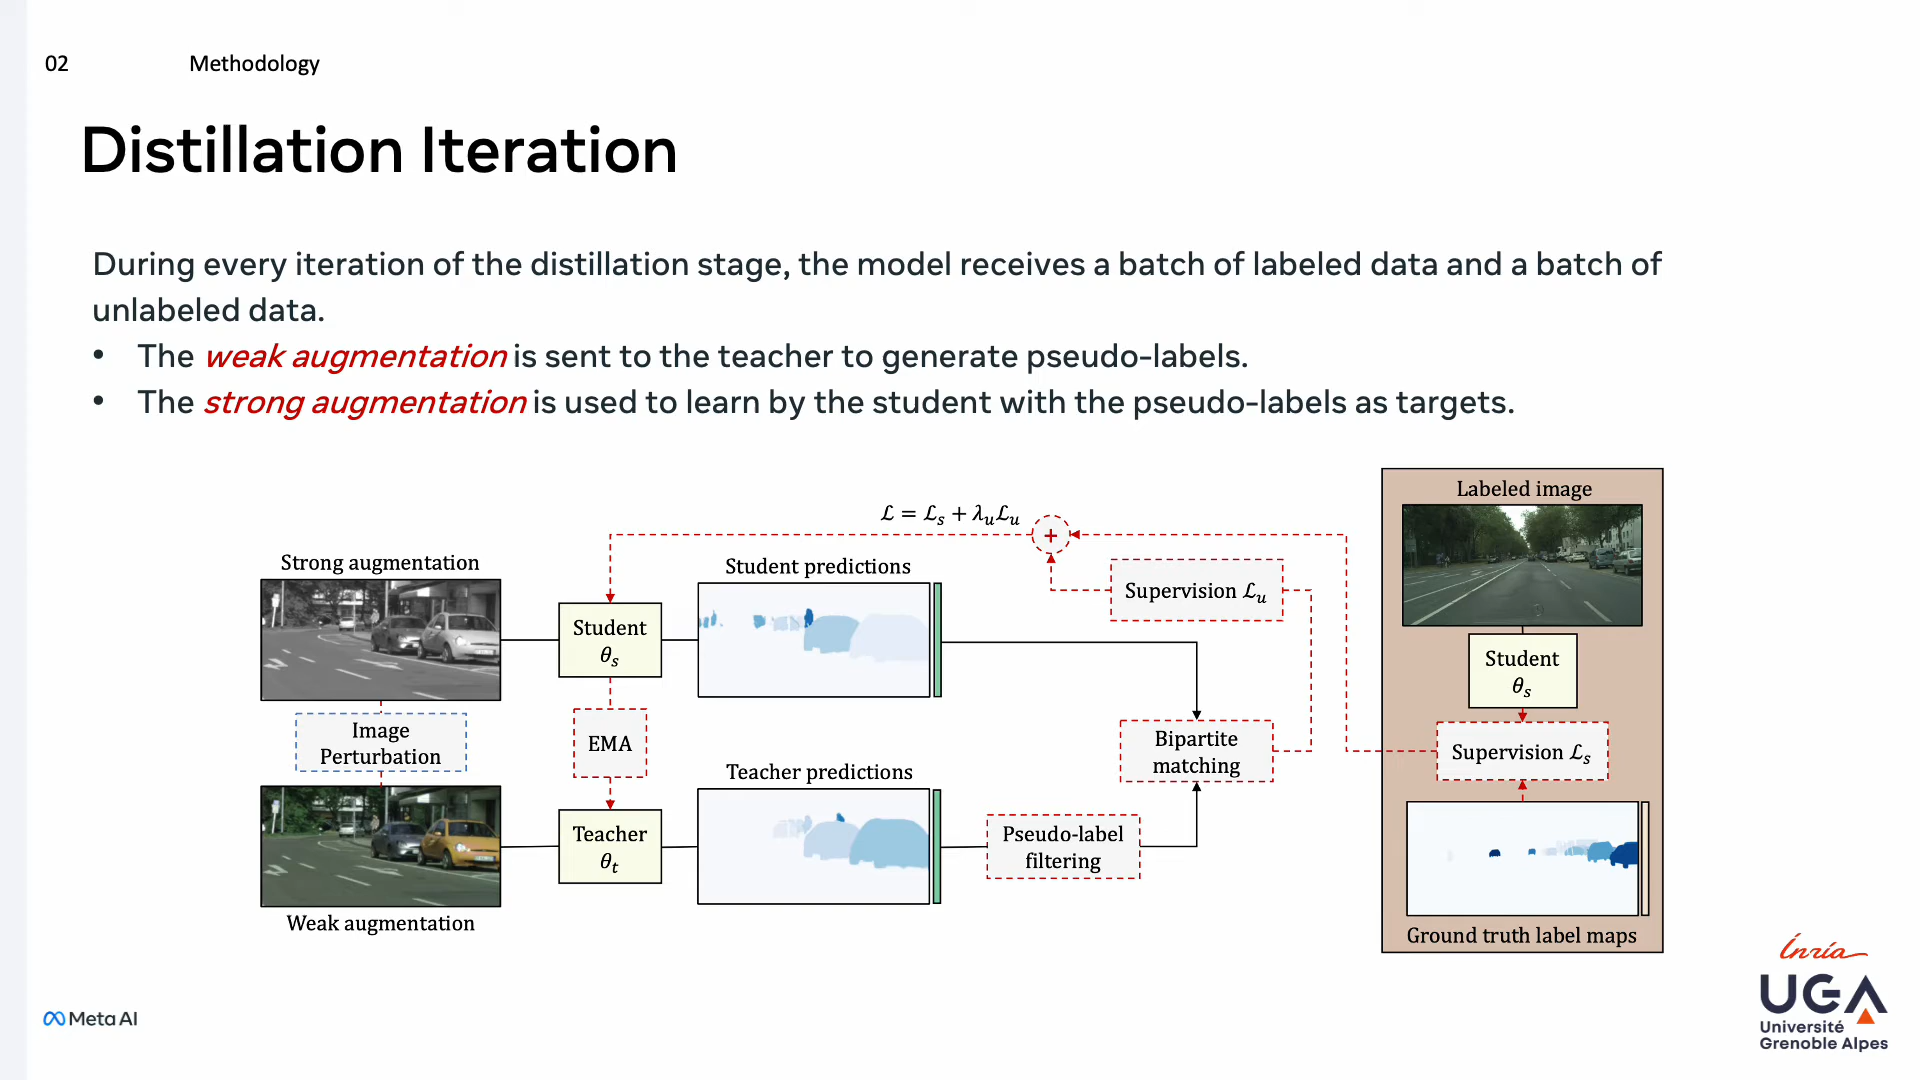 02 Methodology
Distillation Iteration
During every iteration of the distillation stage, the model receives a batch of labeled data and a batch of
unlabeled data.
• The weak augmentation is sent to the teacher to generate pseudo-labels.
• The strong augmentation is used to learn by the student with the pseudo-labels as targets.
ℒ = ℒₛ + λᵤℒᵤ
+
Strong augmentation
Student
θₛ
Student predictions
Supervision ℒᵤ
Image
Perturbation
EMA
Bipartite
matching
Teacher predictions
Teacher
θₜ
Pseudo-label
filtering
Weak augmentation
Labeled image
Student
θₛ
Supervision ℒₛ
Ground truth label maps
Meta AI
Inria
UGA
Université
Grenoble Alpes